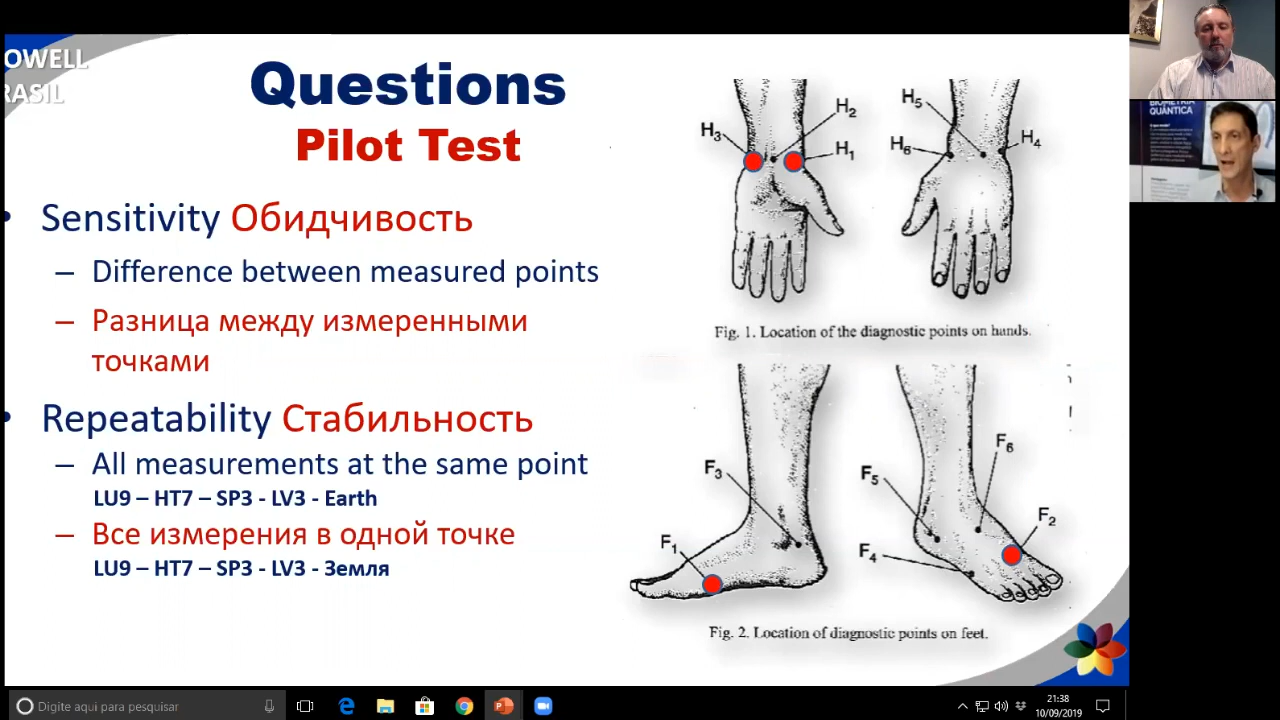 OWELL
RASIL
Questions
Pilot Test
• Sensitivity Обидчивость
– Difference between measured points
– Разница между измеренными
точками
• Repeatability Стабильность
– All measurements at the same point
LU9 – HT7 – SP3 - LV3 - Earth
– Все измерения в одной точке
LU9 – HT7 – SP3 - LV3 - Земля
H3
H2
H1
H5
H6
H4
Fig. 1. Location of the diagnostic points on hands.
F3
F1
F6
F5
F2
F4
Fig. 2. Location of diagnostic points on feet.
BIOMETRIA
QUÂNTICA
Digite aqui para pesquisar
21:38
10/09/2019